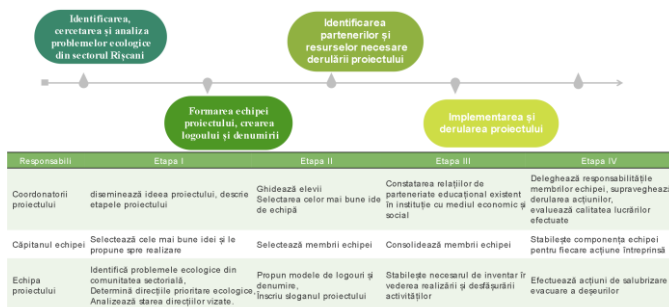 Identificarea,
cercetarea și analiza
problemelor ecologice
din sectorul Rîșcani
Identificarea
partenerilor și
resurselor necesare
derulării proiectului
Formarea echipei
proiectului, crearea
logoului și denumirii
Implementarea și
derularea proiectului
Responsabili Etapa I Etapa II Etapa III Etapa IV
Coordonatorii
proiectului
diseminează ideea proiectului, descrie
etapele proiectului
Ghidează elevii
Selectarea celor mai bune ide
de echipă
Constatarea relațiilor de
parteneriate educațional existent
în instituție cu mediul economic și
social
Deleghează responsabilitățile
membrilor echipei, supraveghează
derularea acțiunilor,
evaluează calitatea lucrărilor
efectuate
Căpitanul echipei
Selectează cele mai bune idei și le
propune spre realizare
Selectează membrii echipei
Consolidează membrii echipei
Stabilește componența echipei
pentru fiecare acțiune întreprinsă
Echipa
proiectului
Identifică problemele ecologice din
comunitatea sectorială,
Determină direcțiile prioritare ecologice,
Analizează starea direcțiilor vizate.
Propun modele de logouri și
denumire,
Înscriu sloganul proiectului
Stabilește necesarul de inventar în
vederea realizării și desfășurării
activităților
Efectuează acțiuni de salubrizare
evacuare a deșeurilor